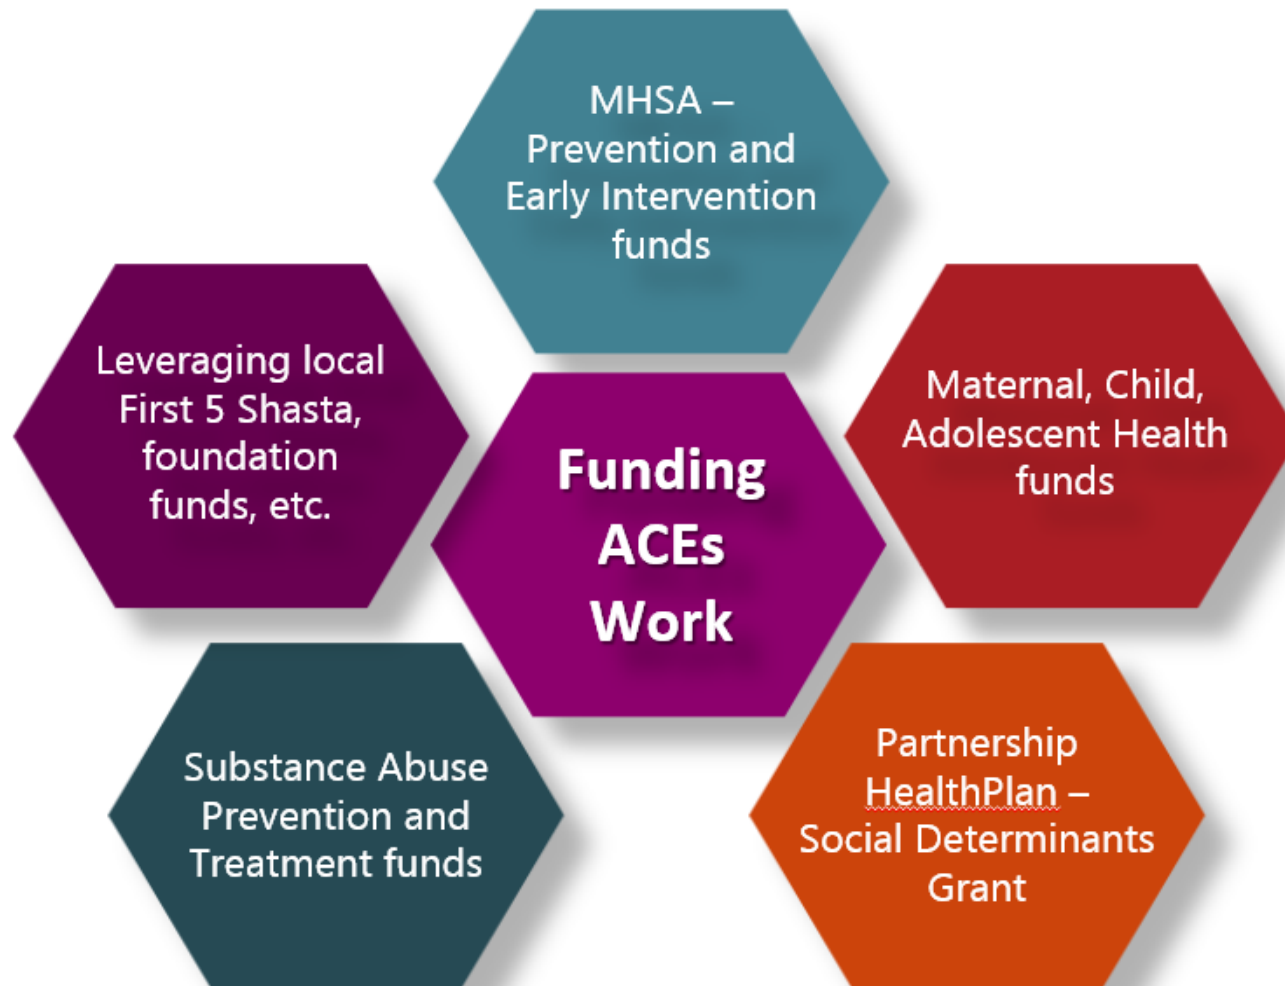 MHSA –
Prevention and
Early Intervention
funds
Leveraging local
First 5 Shasta,
foundation
funds, etc.
Maternal, Child,
Adolescent Health
funds
Funding
ACEs
Work
Substance Abuse
Prevention and
Treatment funds
Partnership
HealthPlan –
Social Determinants
Grant